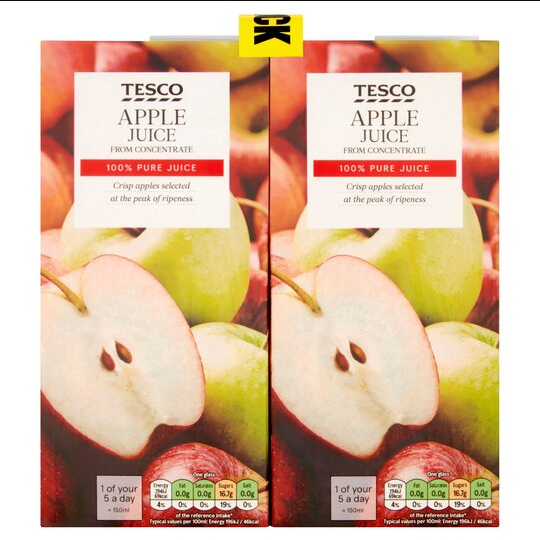 CK
TESCO
APPLE
JUICE
FROM CONCENTRATE
100% PURE JUICE
Crisp apples selected
at the peak of ripeness
One glass
1 of your
5 a day
= 150ml
Energy
294kJ
69kcal
4%
Fat
0.0g
0%
Saturates
0.0g
0%
Sugars
16.7g
19%
Salt
0.0g
0%
of the reference intake*
Typical values per 100ml: Energy 196kJ / 46kcal
TESCO
APPLE
JUICE
FROM CONCENTRATE
100% PURE JUICE
Crisp apples selected
at the peak of ripeness
One glass
1 of your
5 a day
= 150ml
Energy
294kJ
69kcal
4%
Fat
0.0g
0%
Saturates
0.0g
0%
Sugars
16.7g
19%
Salt
0.0g
0%
of the reference intake*
Typical values per 100ml: Energy 196kJ / 46kcal